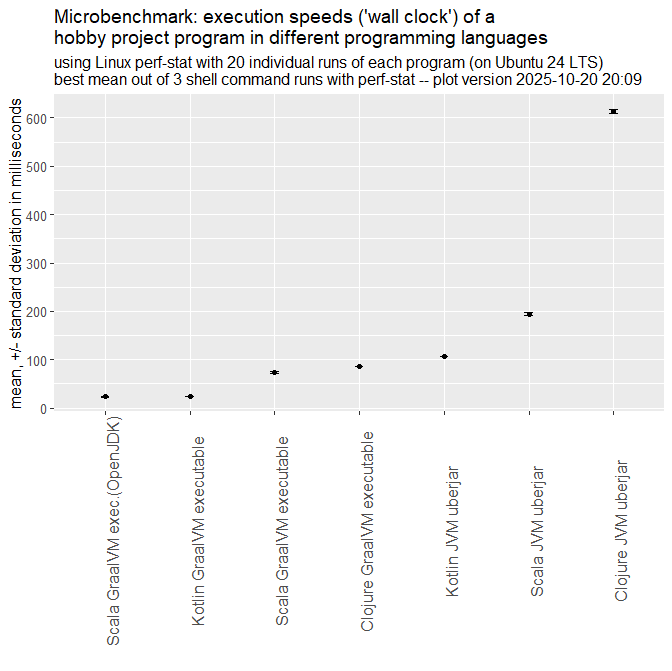 Microbenchmark: execution speeds ('wall clock') of a
hobby project program in different programming languages
using Linux perf-stat with 20 individual runs of each program (on Ubuntu 24 LTS)
best mean out of 3 shell command runs with perf-stat -- plot version 2025-10-20 20:09
mean, +/- standard deviation in milliseconds
600
500
400
300
200
100
0
Scala GraalVM exec.(OpenJDK)
Kotlin GraalVM executable
Scala GraalVM executable
Clojure GraalVM executable
Kotlin JVM uberjar
Scala JVM uberjar
Clojure JVM uberjar